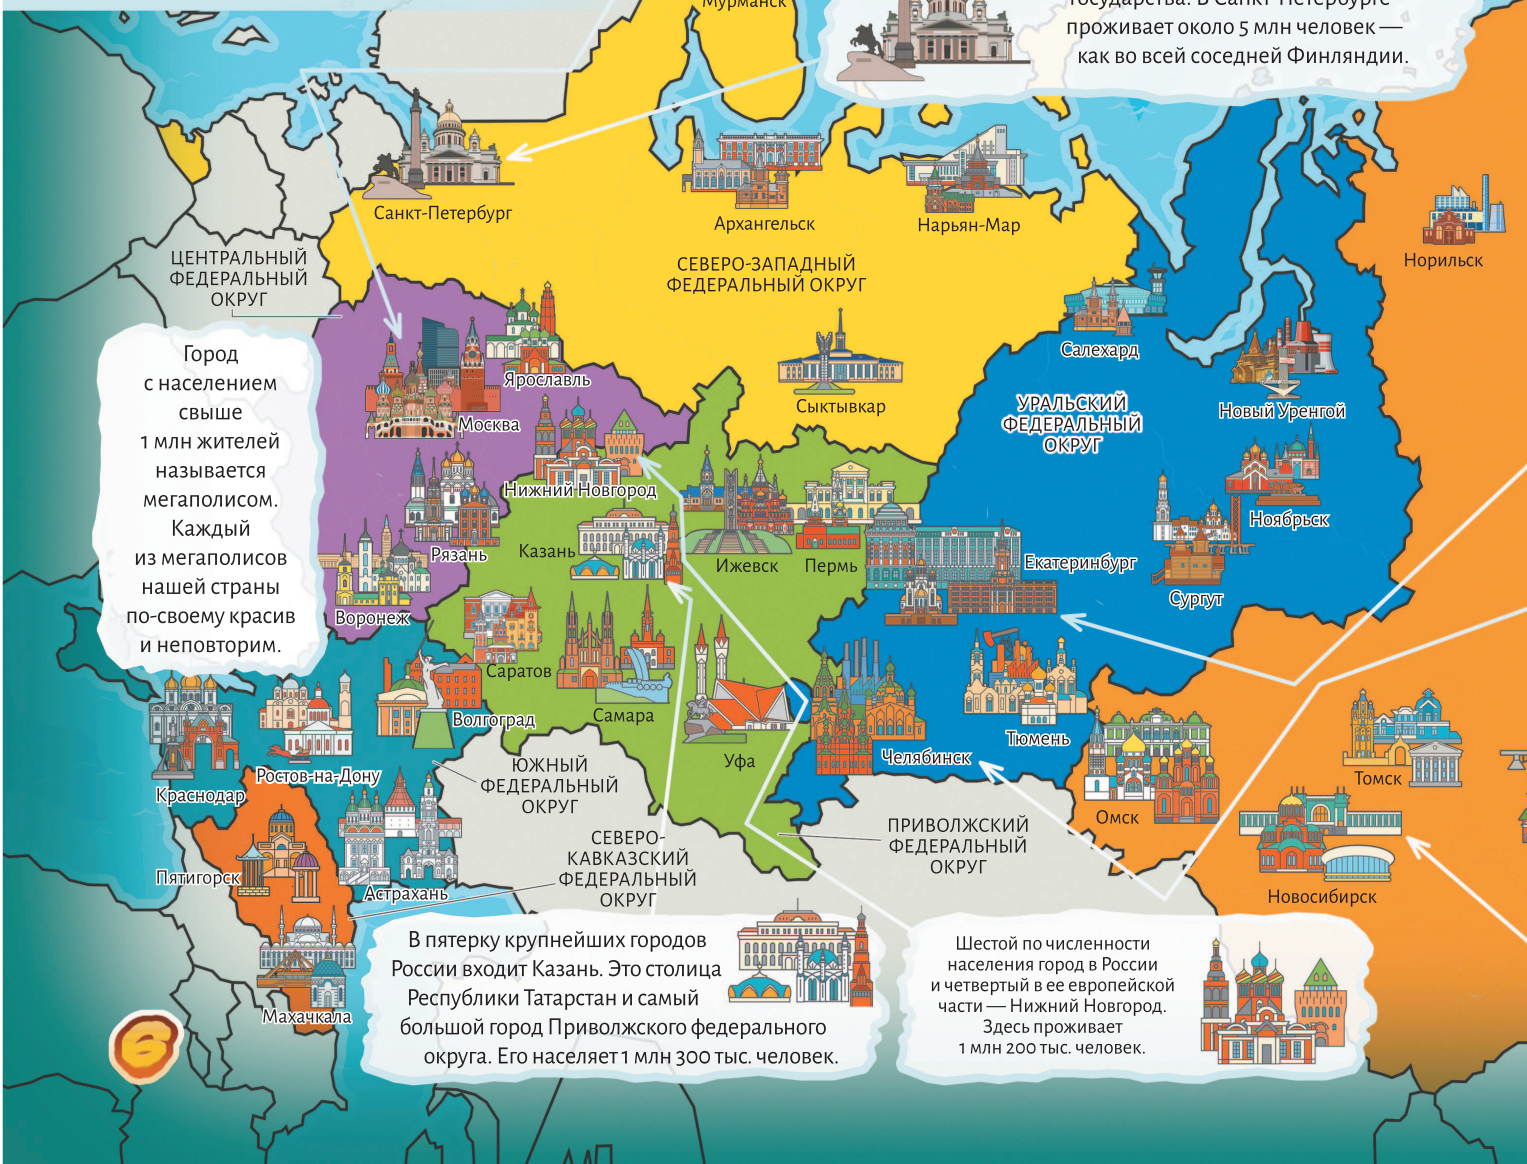 Мурманск
государства. В Санкт-Петербурге
проживает около 5 млн человек —
как во всей соседней Финляндии.
Санкт-Петербург
Архангельск
Нарьян-Мар
Норильск
ЦЕНТРАЛЬНЫЙ
ФЕДЕРАЛЬНЫЙ
ОКРУГ
СЕВЕРО-ЗАПАДНЫЙ
ФЕДЕРАЛЬНЫЙ ОКРУГ
Салехард
Город
с населением
свыше
1 млн жителей
называется
мегаполисом.
Каждый
из мегаполисов
нашей страны
по-своему красив
и неповторим.
Ярославль
Москва
Сыктывкар
УРАЛЬСКИЙ
ФЕДЕРАЛЬНЫЙ
ОКРУГ
Новый Уренгой
Нижний Новгород
Ноябрьск
Рязань
Казань
Ижевск
Пермь
Екатеринбург
Сургут
Воронеж
Саратов
Самара
Волгоград
Уфа
Челябинск
Тюмень
Омск
Томск
Новосибирск
Краснодар
Ростов-на-Дону
ЮЖНЫЙ
ФЕДЕРАЛЬНЫЙ
ОКРУГ
СЕВЕРО-
КАВКАЗСКИЙ
ФЕДЕРАЛЬНЫЙ
ОКРУГ
ПРИВОЛЖСКИЙ
ФЕДЕРАЛЬНЫЙ
ОКРУГ
Пятигорск
Астрахань
Махачкала
В пятерку крупнейших городов
России входит Казань. Это столица
Республики Татарстан и самый
большой город Приволжского федерального
округа. Его населяет 1 млн 300 тыс. человек.
Шестой по численности
населения город в России
и четвертый в ее европейской
части — Нижний Новгород.
Здесь проживает
1 млн 200 тыс. человек.
6